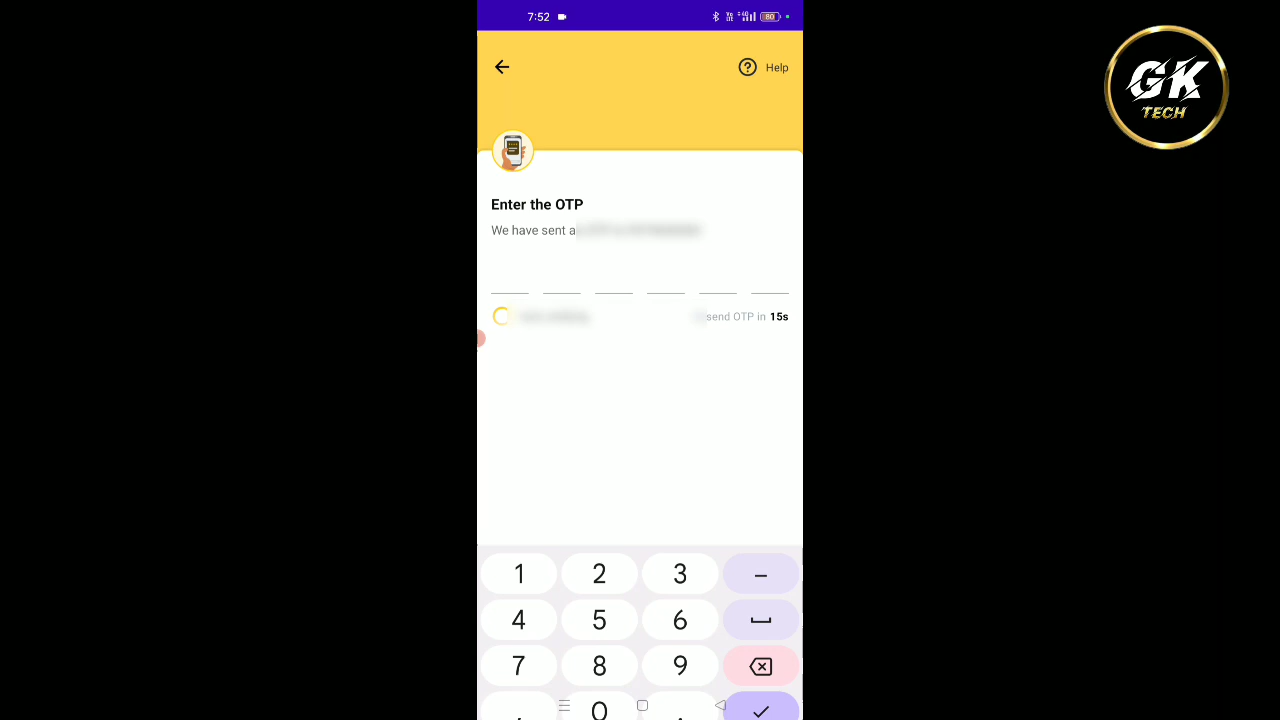 7:52
80
Help
GK
TECH
Enter the OTP
We have sent a
send OTP in 15s
1 2 3 –
4 5 6
7 8 9
0